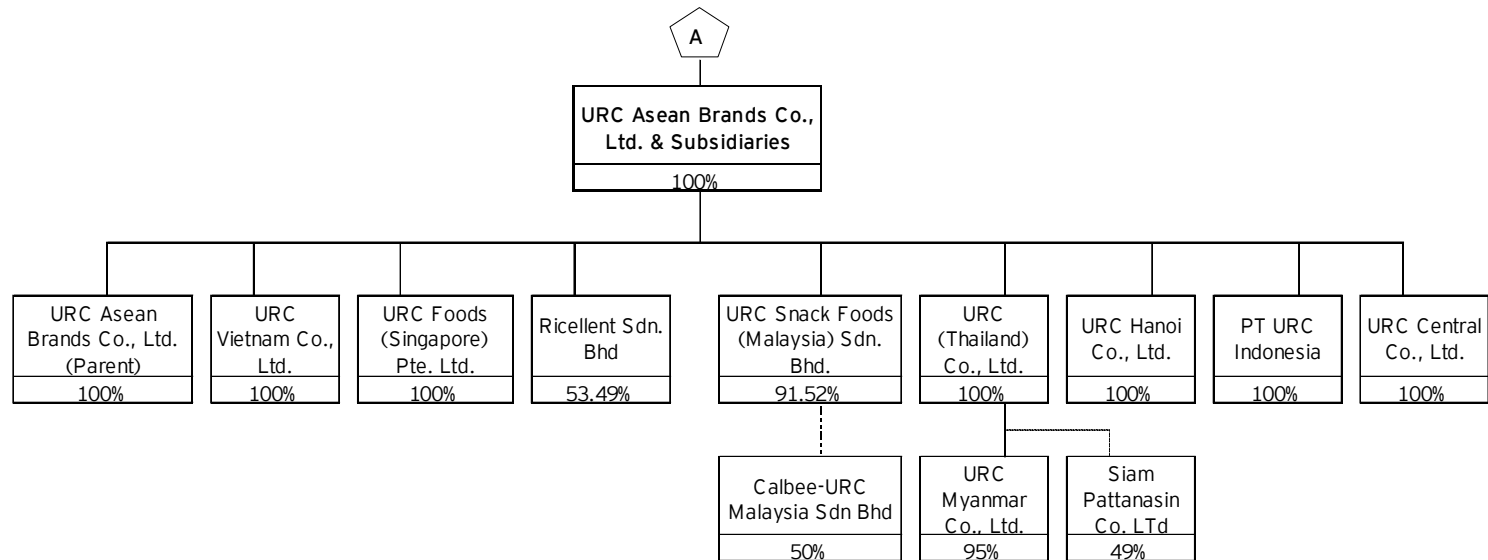 A
URC Asean Brands Co.,
Ltd. & Subsidiaries
100%
URC Asean
Brands Co., Ltd.
(Parent)
100%
URC
Vietnam Co.,
Ltd.
100%
URC Foods
(Singapore)
Pte. Ltd.
100%
Ricellent Sdn.
Bhd
53.49%
URC Snack Foods
(Malaysia) Sdn.
Bhd.
91.52%
URC
(Thailand)
Co., Ltd.
100%
URC Hanoi
Co., Ltd.
100%
PT URC
Indonesia
100%
URC Central
Co., Ltd.
100%
Calbee-URC
Malaysia Sdn Bhd
50%
URC
Myanmar
Co., Ltd.
95%
Siam
Pattanasin
Co. LTd
49%